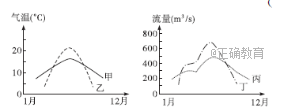 气温(°C)
20
10
0
甲
乙
1月
12月
流量(m³/s)
800
600
400
200
0
丙
丁
1月
12月
@正确教育